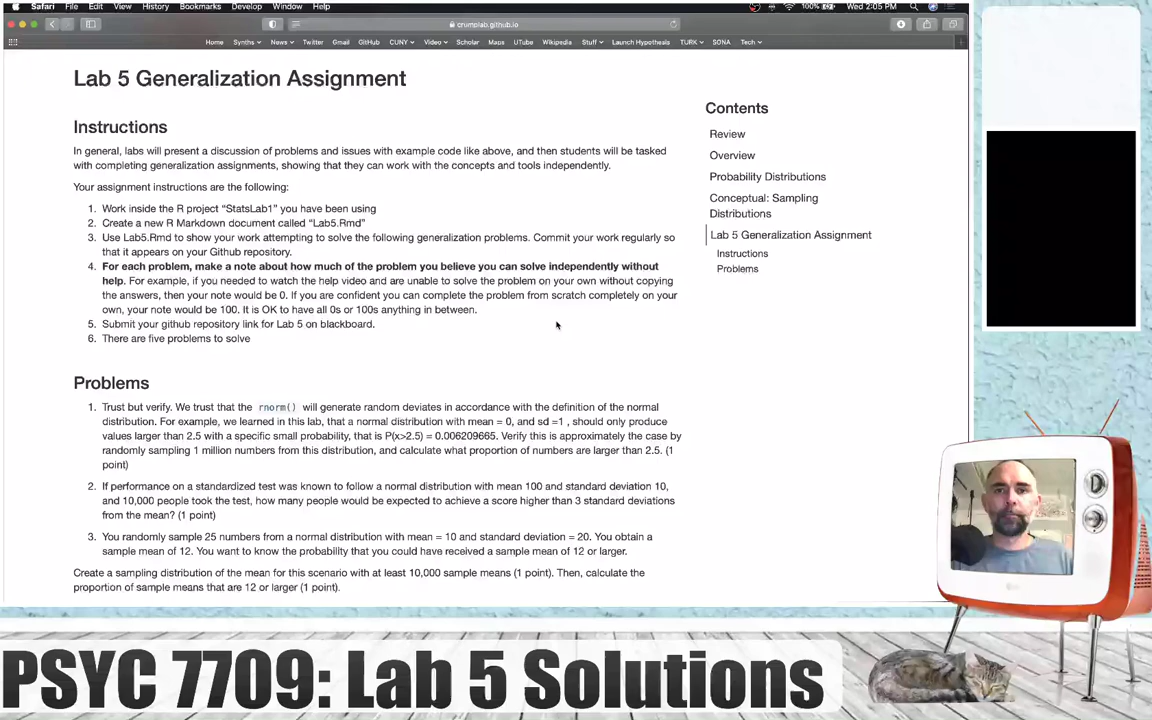 Safari File Edit View History Bookmarks Develop Window Help 100% Wed 2:05 PM
crumplab.github.io
Home Synths News Twitter Gmail GitHub CUNY Video Scholar Maps UTube Wikipedia Stuff Launch Hypothesis TURK SONA Tech
Lab 5 Generalization Assignment
Instructions
In general, labs will present a discussion of problems and issues with example code like above, and then students will be tasked
with completing generalization assignments, showing that they can work with the concepts and tools independently.
Your assignment instructions are the following:
1. Work inside the R project “StatsLab1” you have been using
2. Create a new R Markdown document called “Lab5.Rmd”
3. Use Lab5.Rmd to show your work attempting to solve the following generalization problems. Commit your work regularly so
that it appears on your Github repository.
4. For each problem, make a note about how much of the problem you believe you can solve independently without
help. For example, if you needed to watch the help video and are unable to solve the problem on your own without copying
the answers, then your note would be 0. If you are confident you can complete the problem from scratch completely on your
own, your note would be 100. It is OK to have all 0s or 100s anything in between.
5. Submit your github repository link for Lab 5 on blackboard.
6. There are five problems to solve
Problems
1. Trust but verify. We trust that the rnorm() will generate random deviates in accordance with the definition of the normal
distribution. For example, we learned in this lab, that a normal distribution with mean = 0, and sd =1 , should only produce
values larger than 2.5 with a specific small probability, that is P(x>2.5) = 0.006209665. Verify this is approximately the case by
randomly sampling 1 million numbers from this distribution, and calculate what proportion of numbers are larger than 2.5. (1
point)
2. If performance on a standardized test was known to follow a normal distribution with mean 100 and standard deviation 10,
and 10,000 people took the test, how many people would be expected to achieve a score higher than 3 standard deviations
from the mean? (1 point)
3. You randomly sample 25 numbers from a normal distribution with mean = 10 and standard deviation = 20. You obtain a
sample mean of 12. You want to know the probability that you could have received a sample mean of 12 or larger.
Create a sampling distribution of the mean for this scenario with at least 10,000 sample means (1 point). Then, calculate the
proportion of sample means that are 12 or larger (1 point).
Contents
Review
Overview
Probability Distributions
Conceptual: Sampling
Distributions
Lab 5 Generalization Assignment
Instructions
Problems
PSYC 7709: Lab 5 Solutions